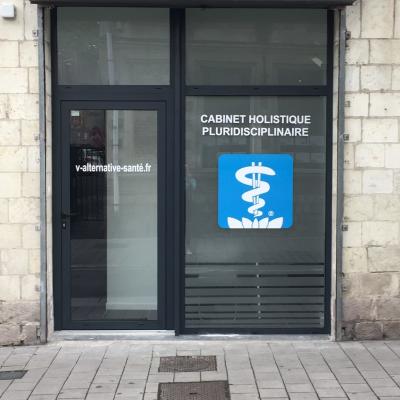 CABINET HOLISTIQUE
PLURIDISCIPLINAIRE
v-alternative-santé.fr
®